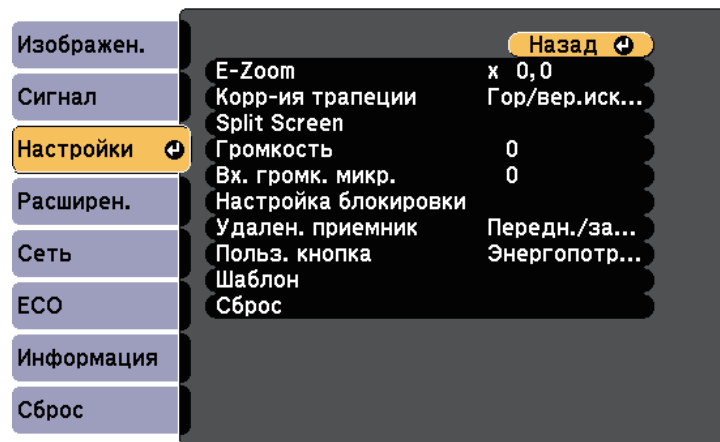 Изображен.
Сигнал
Настройки
Расширен.
Сеть
ECO
Информация
Сброс
Назад
E-Zoom x 0,0
Корр-ия трапеции Гор/вер.иск...
Split Screen
Громкость 0
Вх. громк. микр. 0
Настройка блокировки
Удален. приемник Передн./за...
Польз. кнопка Энергопотр...
Шаблон
Сброс